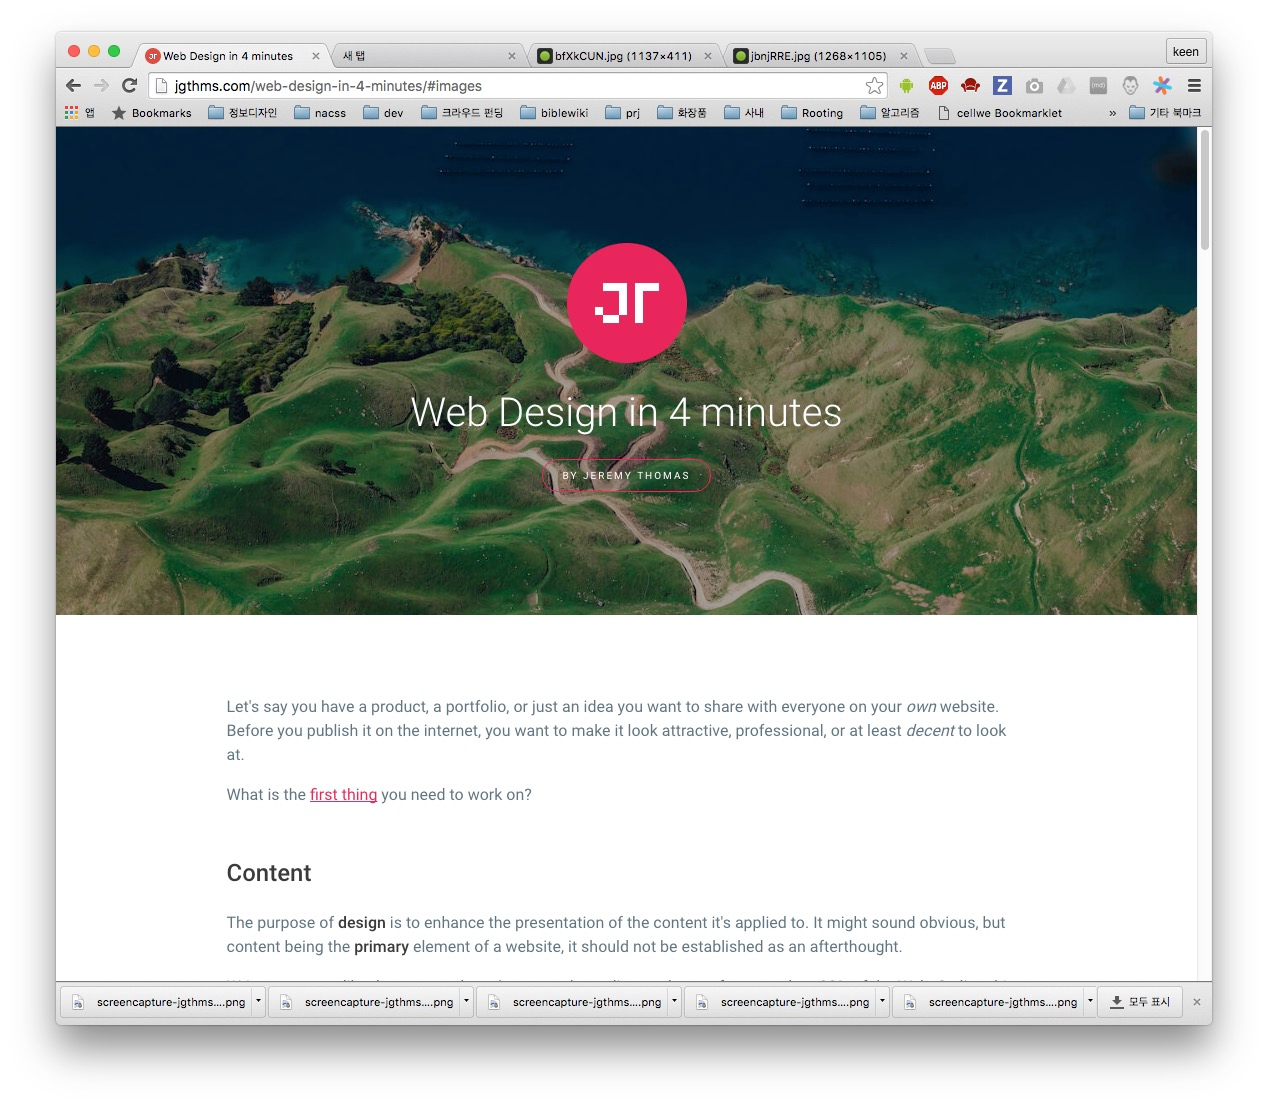 Web Design in 4 minutes
새 탭
bfXkCUN.jpg (1137×411)
jbnjRRE.jpg (1268×1105)
keen
jgthms.com/web-design-in-4-minutes/#images
ABP
Z
(md)
앱
Bookmarks
정보디자인
nacss
dev
크라우드 펀딩
biblewiki
prj
화장품
사내
Rooting
알고리즘
cellwe Bookmarklet
»
기타 북마크
JT
Web Design in 4 minutes
BY JEREMY THOMAS
Let's say you have a product, a portfolio, or just an idea you want to share with everyone on your own website.
Before you publish it on the internet, you want to make it look attractive, professional, or at least decent to look
at.
What is the first thing you need to work on?
Content
The purpose of design is to enhance the presentation of the content it's applied to. It might sound obvious, but
content being the primary element of a website, it should not be established as an afterthought.
screencapture-jgthms....png
screencapture-jgthms....png
screencapture-jgthms....png
screencapture-jgthms....png
screencapture-jgthms....png
모두 표시